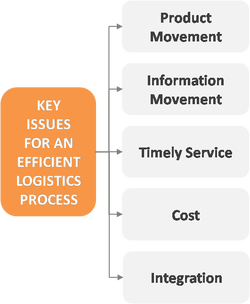 KEY
ISSUES
FOR AN
EFFICIENT
LOGISTICS
PROCESS
Product
Movement
Information
Movement
Timely Service
Cost
Integration